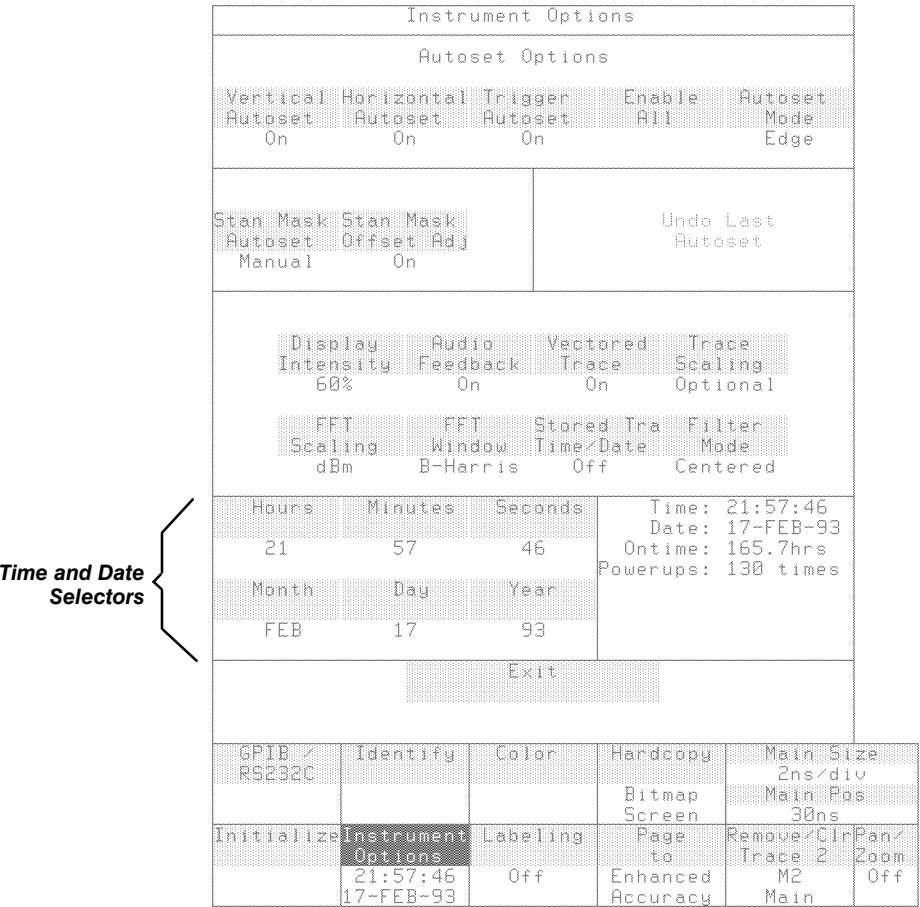 Instrument Options
Autoset Options
Vertical Horizontal Trigger Enable Autoset
Autoset Autoset Autoset All Mode
On On On Edge
Stan Mask Stan Mask Undo Last
Autoset Offset Adj Autoset
Manual On
Display Audio Vectored Trace
Intensity Feedback Trace Scaling
60% On On Optional
FFT FFT Stored Tra Filter
Scaling Window Time/Date Mode
dBm B-Harris Off Centered
Hours Minutes Seconds Time: 21:57:46
Date: 17-FEB-93
21 57 46 Ontime: 165.7hrs
Time and Date Powerups: 130 times
Selectors Month Day Year
FEB 17 93
Exit
GPIB / Identify Color Hardcopy Main Size
RS232C 2ns/div
Bitmap Main Pos
Screen 30ns
Initialize Instrument Labeling Page Remove/Clr Pan/
Options to Trace 2 Zoom
21:57:46 Off Enhanced M2 Off
17-FEB-93 Accuracy Main